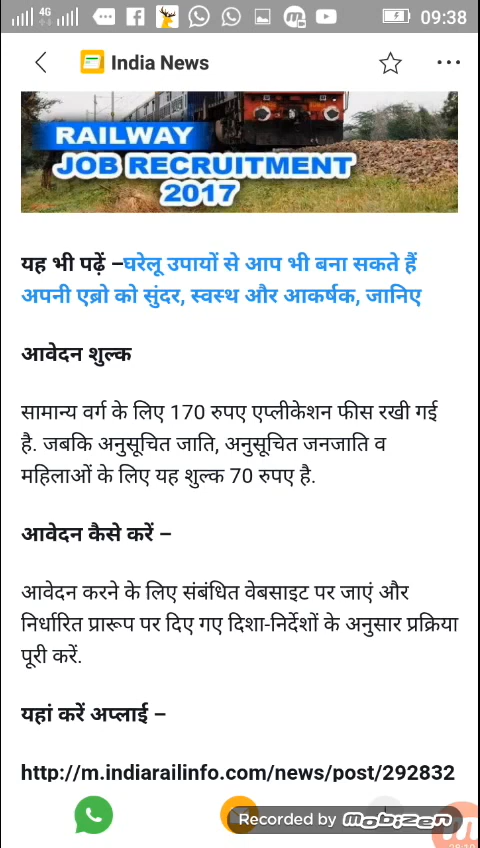 4G 09:38
India News
RAILWAY
JOB RECRUITMENT
2017
यह भी पढ़ें –घरेलू उपायों से आप भी बना सकते हैं
अपनी एब्रो को सुंदर, स्वस्थ और आकर्षक, जानिए
आवेदन शुल्क
सामान्य वर्ग के लिए 170 रुपए एप्लीकेशन फीस रखी गई
है. जबकि अनुसूचित जाति, अनुसूचित जनजाति व
महिलाओं के लिए यह शुल्क 70 रुपए है.
आवेदन कैसे करें –
आवेदन करने के लिए संबंधित वेबसाइट पर जाएं और
निर्धारित प्रारूप पर दिए गए दिशा-निर्देशों के अनुसार प्रक्रिया
पूरी करें.
यहां करें अप्लाई –
http://m.indiarailinfo.com/news/post/292832
Recorded by mobizen